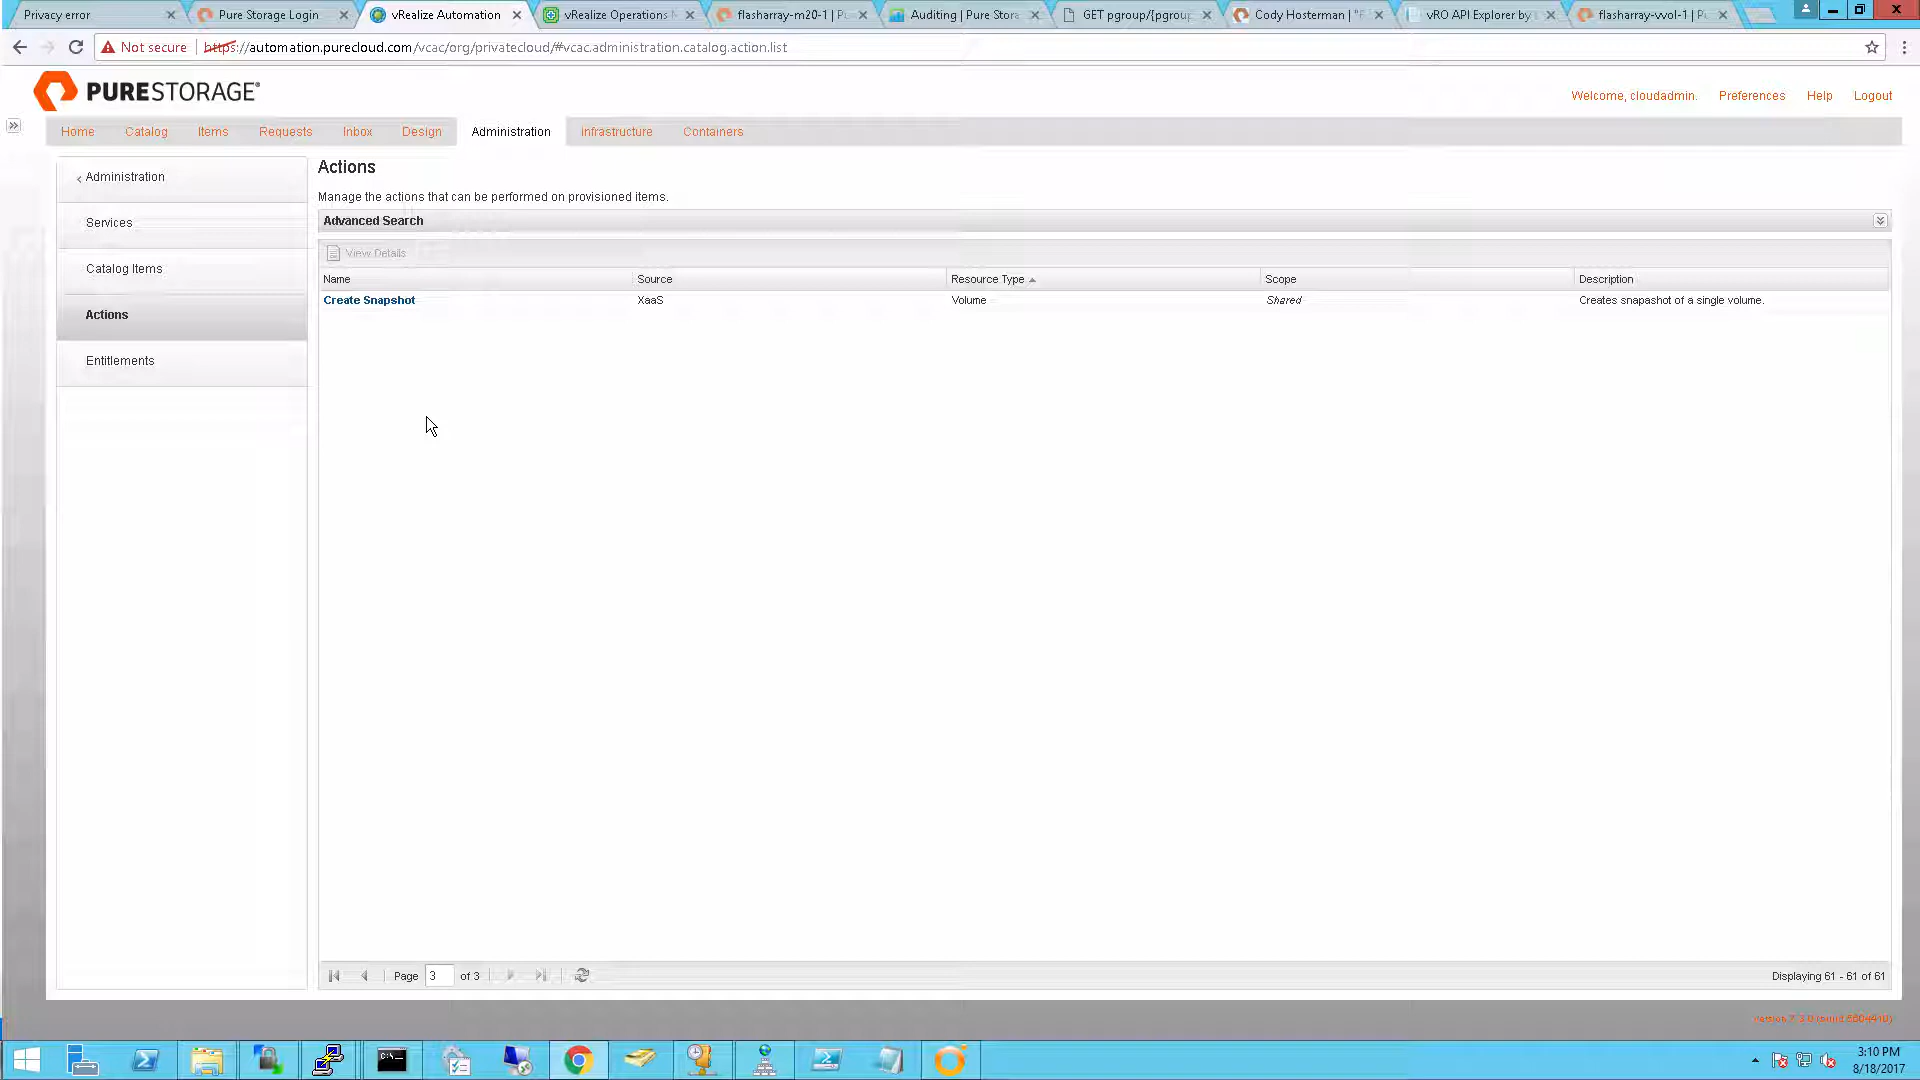 Privacy error
Pure Storage Login
vRealize Automation
vRealize Operations
flasharray-m20-1 | P
Auditing | Pure Stora
GET pgroup/{pgrou
Cody Hosterman | "F
vRO API Explorer by
flasharray-vvol-1 | P
Not secure
https://automation.purecloud.com/vcac/org/privatecloud/#vcac.administration.catalog.action.list
PURESTORAGE®
Welcome, cloudadmin.
Preferences
Help
Logout
Home
Catalog
Items
Requests
Inbox
Design
Administration
Infrastructure
Containers
Administration
Services
Catalog Items
Actions
Entitlements
Actions
Manage the actions that can be performed on provisioned items.
Advanced Search
View Details
Name
Source
Resource Type
Scope
Description
Create Snapshot
XaaS
Volume
Shared
Creates snapashot of a single volume.
Page 3 of 3
Displaying 61 - 61 of 61
C:\_
3:10 PM
8/18/2017